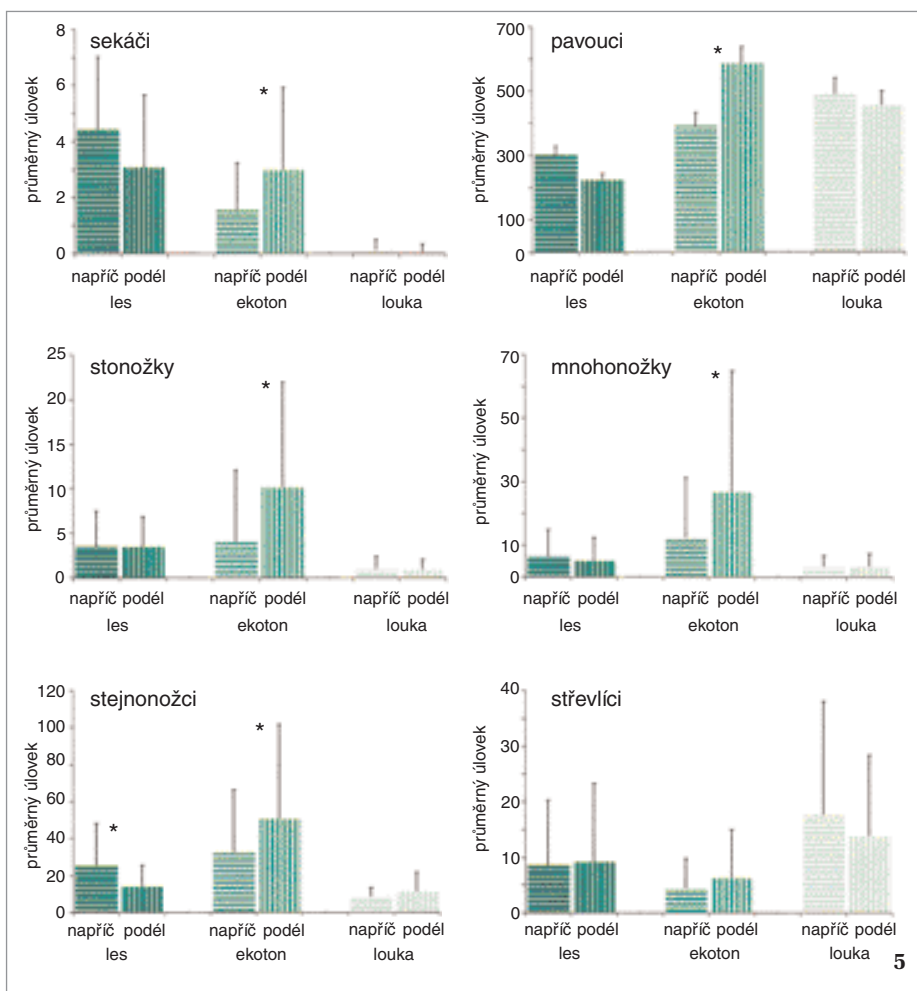 sekáči
průměrný úlovek
8
6
4
2
0
*
napříč podél napříč podél napříč podél
les ekoton louka
pavouci
průměrný úlovek
700
500
300
100
0
*
napříč podél napříč podél napříč podél
les ekoton louka
stonožky
průměrný úlovek
25
20
15
10
5
0
*
napříč podél napříč podél napříč podél
les ekoton louka
mnohonožky
průměrný úlovek
70
50
30
10
0
*
napříč podél napříč podél napříč podél
les ekoton louka
stejnonožci
průměrný úlovek
120
100
80
60
40
20
0
* *
napříč podél napříč podél napříč podél
les ekoton louka
střevlíci
průměrný úlovek
40
30
20
10
0
napříč podél napříč podél napříč podél
les ekoton louka
5